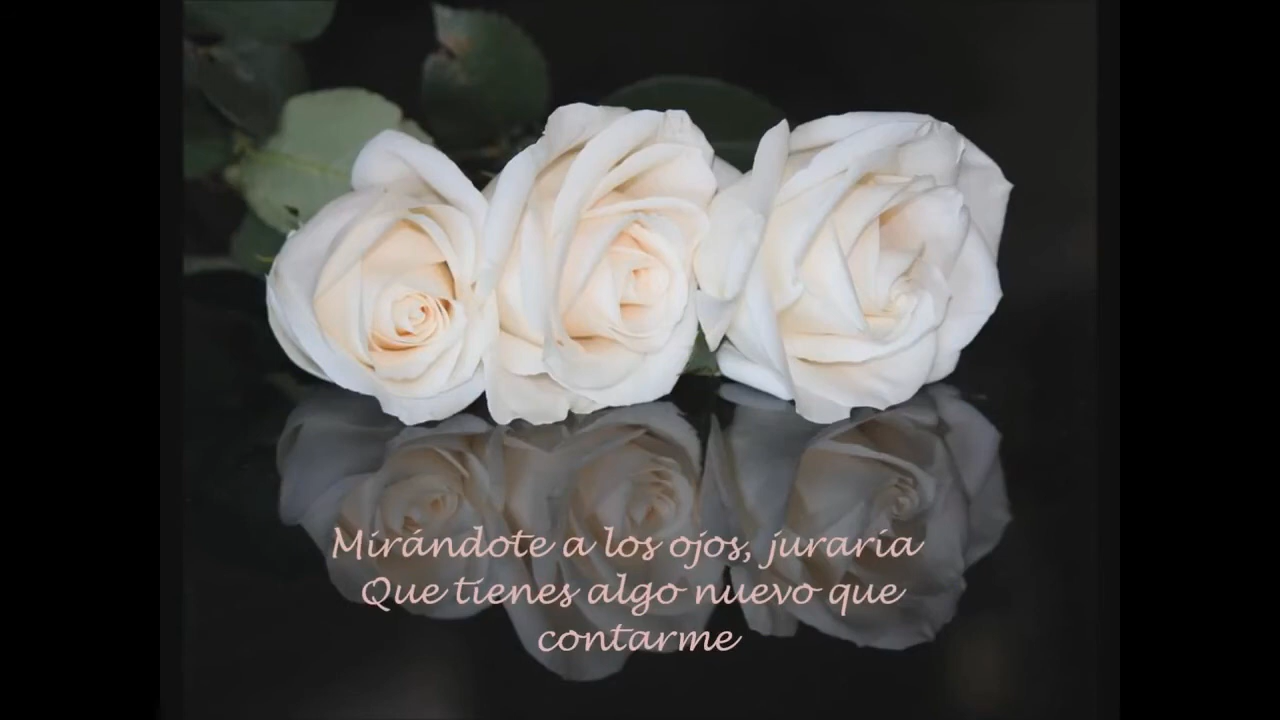 Mirándote a los ojos, juraría
Que tienes algo nuevo que
contarme